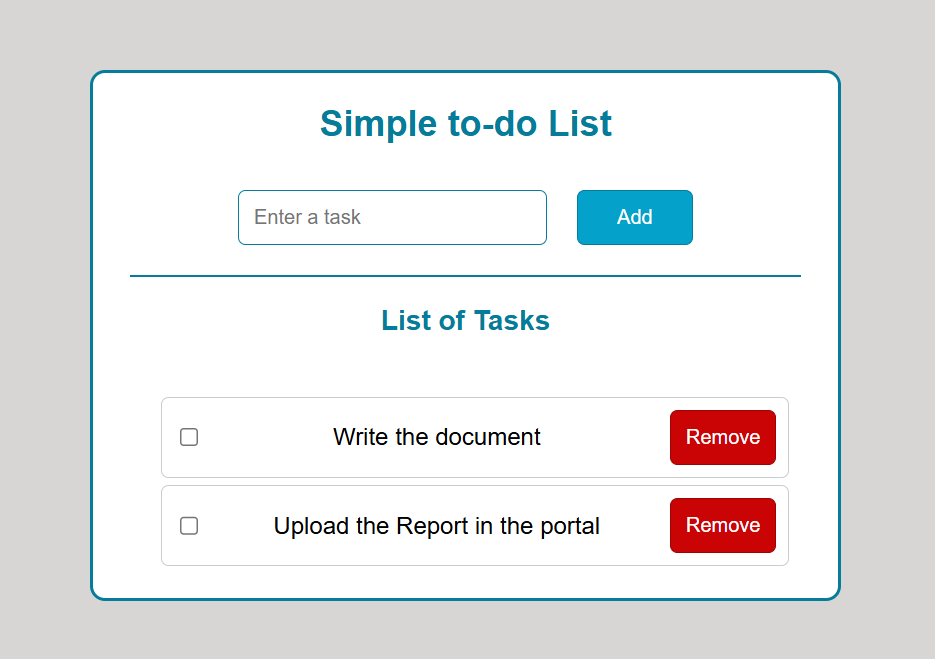 Simple to-do List
Enter a task
Add
List of Tasks
Write the document
Remove
Upload the Report in the portal
Remove